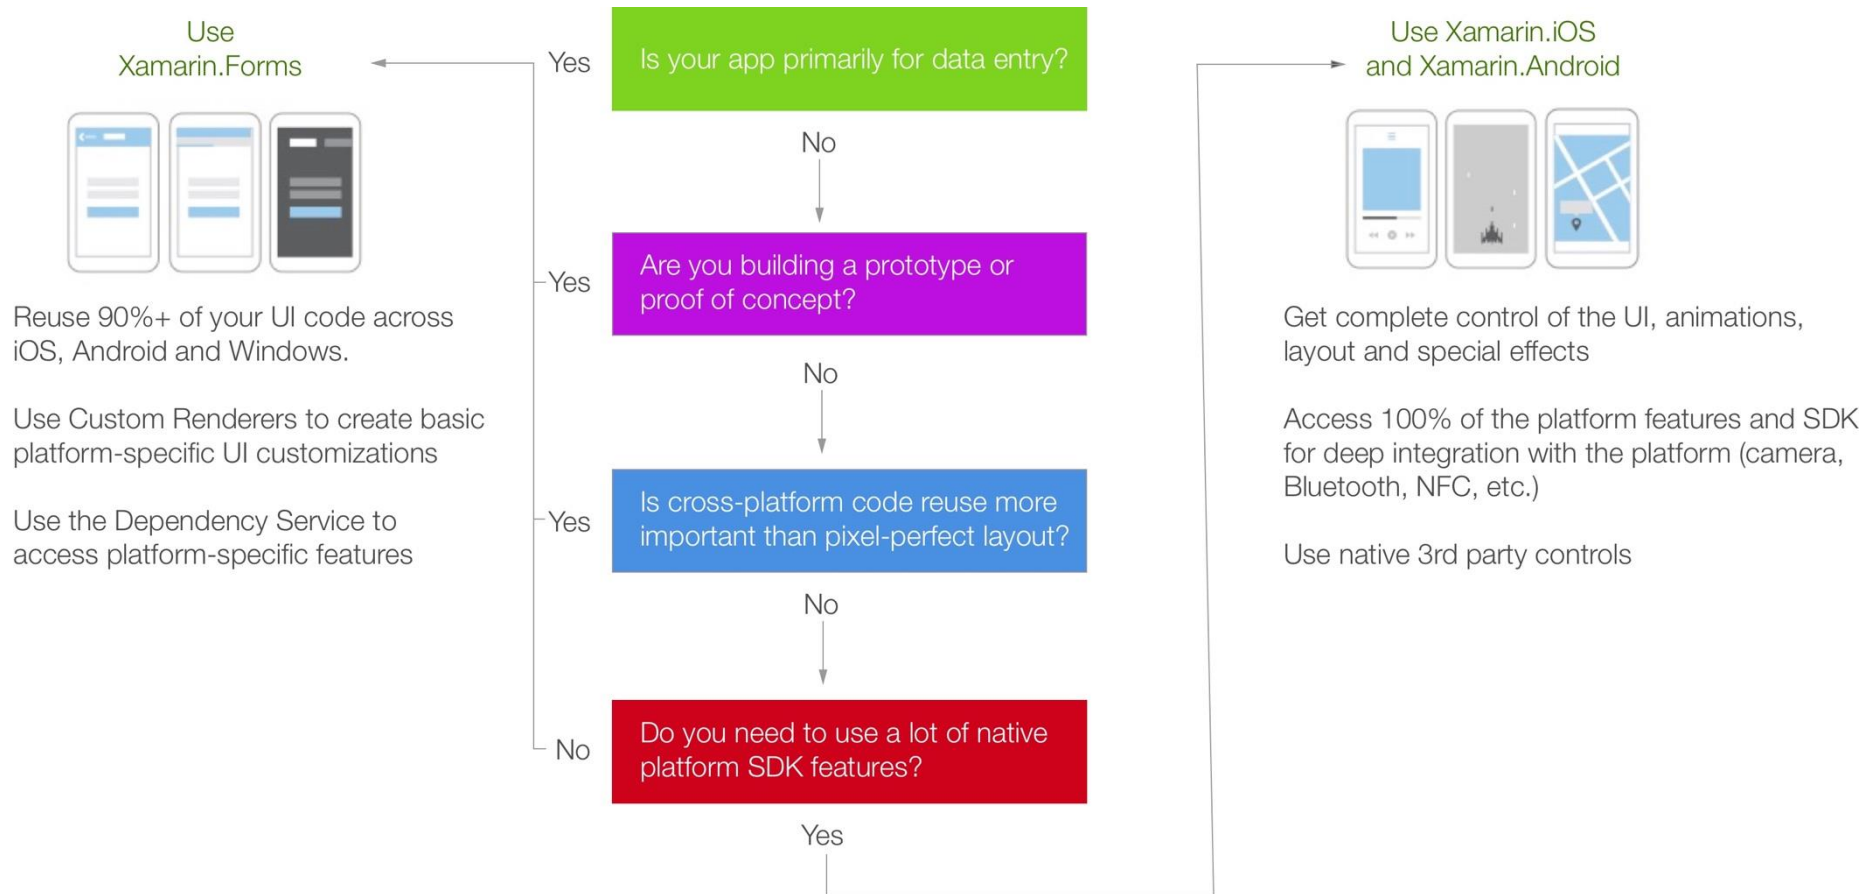 Use
Xamarin.Forms
Reuse 90%+ of your UI code across
iOS, Android and Windows.
Use Custom Renderers to create basic
platform-specific UI customizations
Use the Dependency Service to
access platform-specific features
Yes
Is your app primarily for data entry?
No
Yes
Are you building a prototype or
proof of concept?
No
Yes
Is cross-platform code reuse more
important than pixel-perfect layout?
No
No
Do you need to use a lot of native
platform SDK features?
Yes
Use Xamarin.iOS
and Xamarin.Android
Get complete control of the UI, animations,
layout and special effects
Access 100% of the platform features and SDK
for deep integration with the platform (camera,
Bluetooth, NFC, etc.)
Use native 3rd party controls